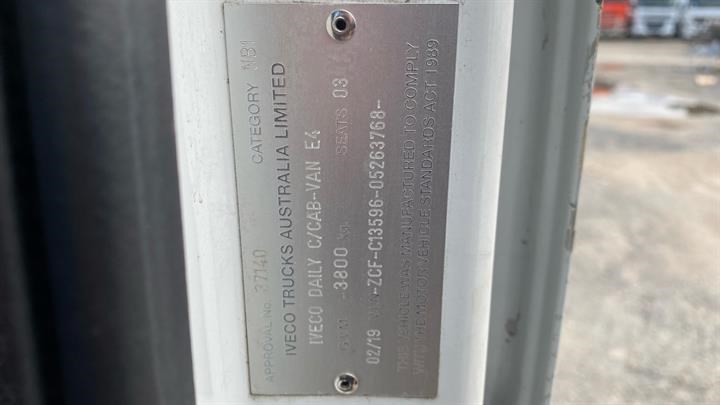 APPROVAL No. 37140 CATEGORY NB1
IVECO TRUCKS AUSTRALIA LIMITED
IVECO DAILY C/CAB-VAN E4
GVM -3800 KG. SEATS 03
02/19 VIN-ZCF-C13596-05263768-
THIS VEHICLE WAS MANUFACTURED TO COMPLY
WITH THE MOTOR VEHICLE STANDARDS ACT 1989